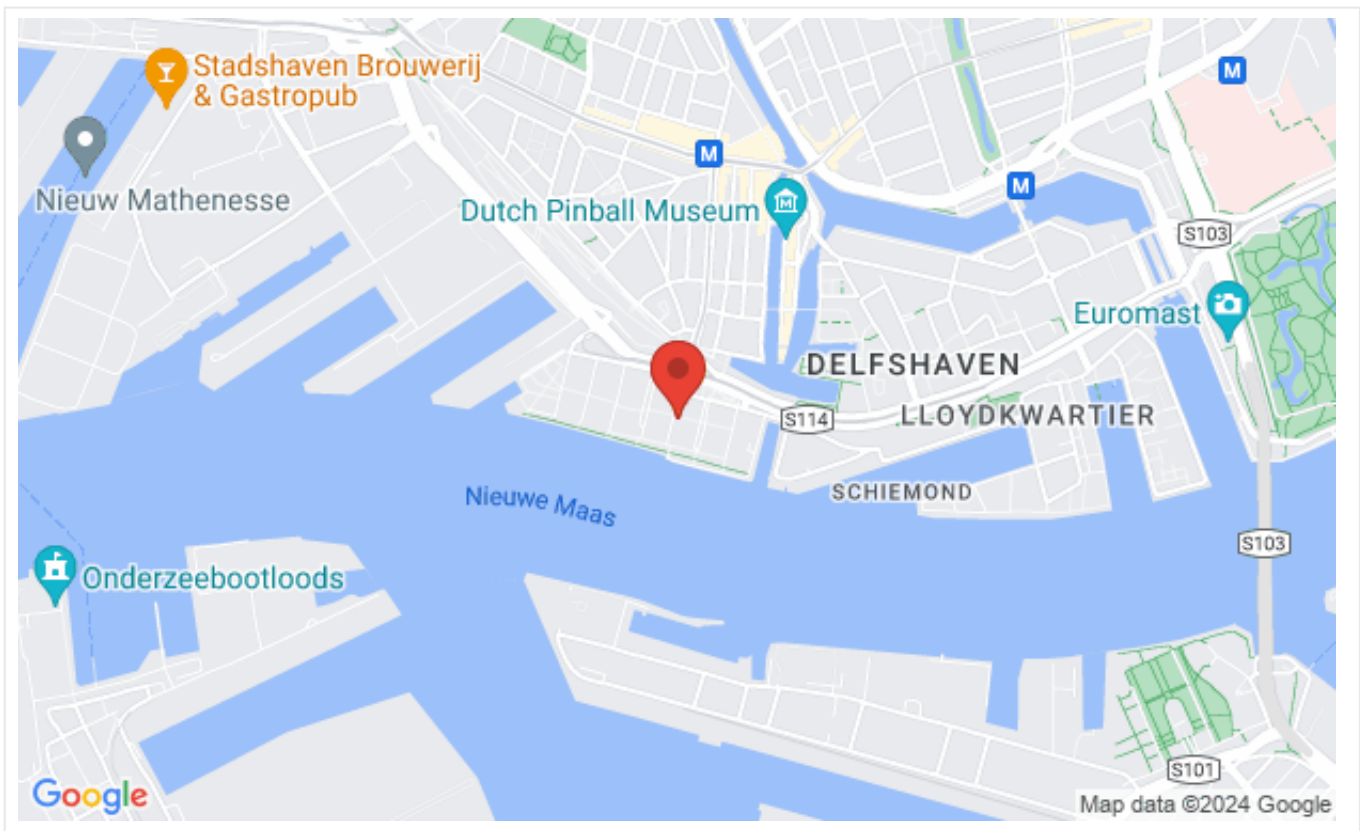 Stadshaven Brouwerij
& Gastropub
M
M
Nieuw Mathenesse
M
Dutch Pinball Museum
M
S103
Euromast
DELFSHAVEN
S114
LLOYDKWARTIER
SCHIEMOND
Nieuwe Maas
S103
Onderzeebootloods
S101
Google
Map data ©2024 Google